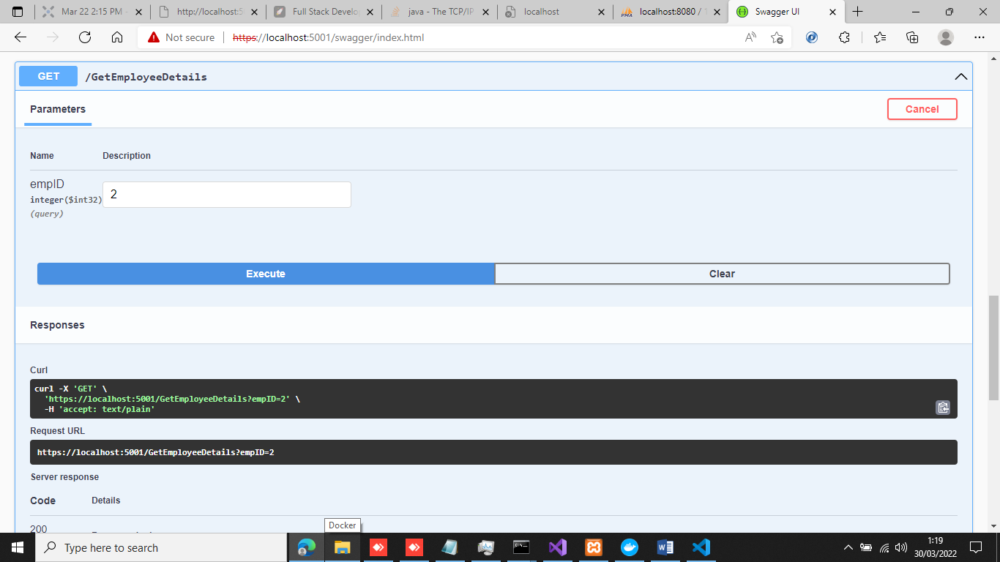 Mar 22 2:15 PM -
http://localhost:5
Full Stack Develo
java - The TCP/IP
localhost
localhost:8080 / 
Swagger UI
Not secure
https://localhost:5001/swagger/index.html
GET
/GetEmployeeDetails
Parameters
Cancel
Name
Description
empID
integer($int32)
(query)
2
Execute
Clear
Responses
Curl
curl -X 'GET' \
'https://localhost:5001/GetEmployeeDetails?empID=2' \
-H 'accept: text/plain'
Request URL
https://localhost:5001/GetEmployeeDetails?empID=2
Server response
Code
Details
200
Docker
Type here to search
1:19
30/03/2022